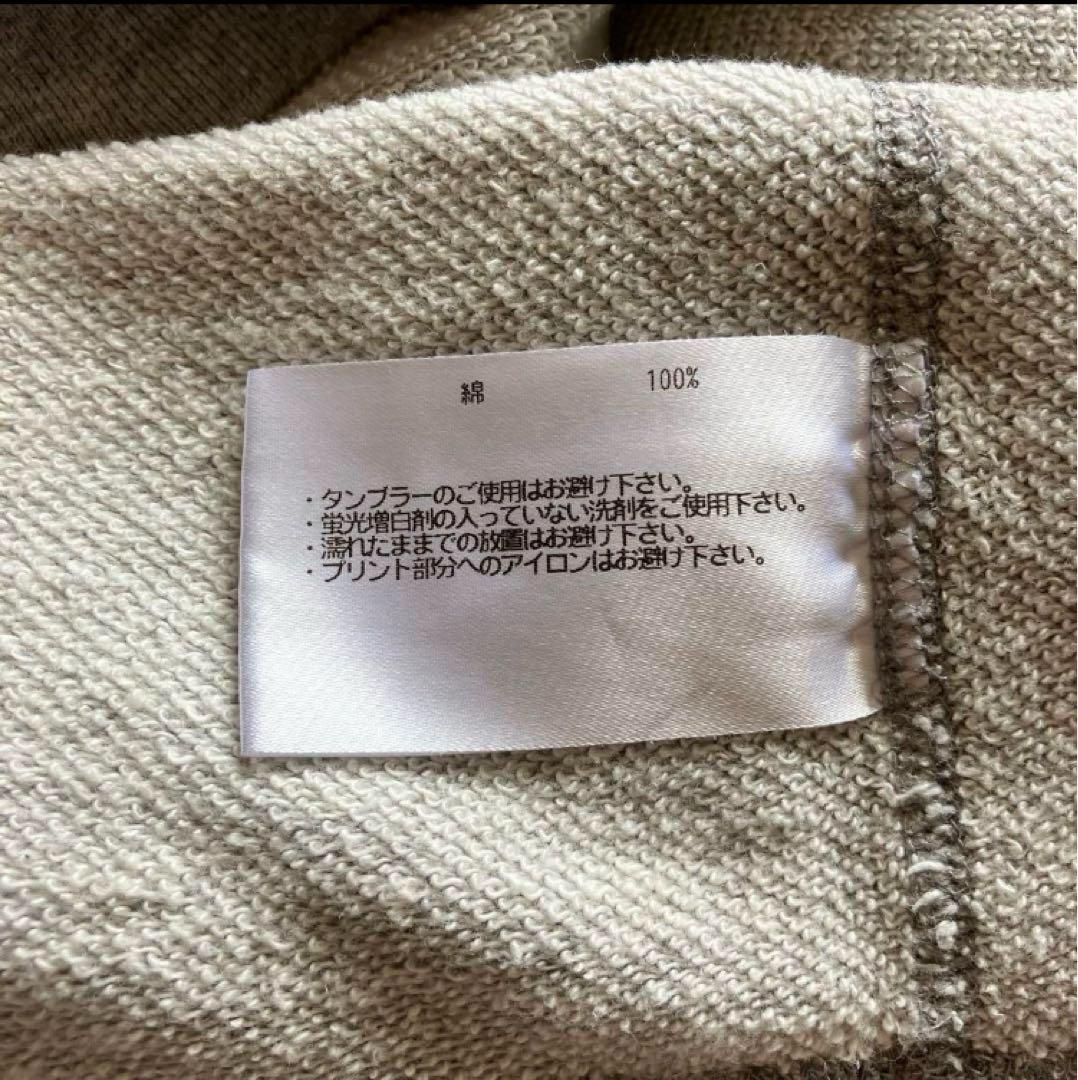 綿 100%
・タンブラーのご使用はお避け下さい。
・蛍光増白剤の入っていない洗剤をご使用下さい。
・濡れたままでの放置はお避け下さい。
・プリント部分へのアイロンはお避け下さい。